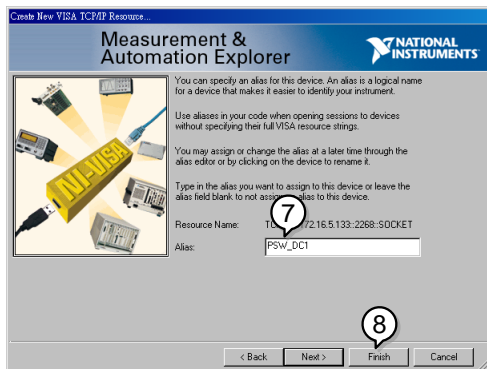 Create New VISA TCP/IP Resource...
Measurement &
Automation Explorer
NATIONAL
INSTRUMENTS
You can specify an alias for this device. An alias is a logical name
for a device that makes it easier to identify your instrument.
Use aliases in your code when opening sessions to devices
without specifying their full VISA resource strings.
You may assign or change the alias at a later time through the
alias editor or by clicking on the device to rename it.
Type in the alias you want to assign to this device or leave the
alias field blank to not assign alias to this device.
7
Resource Name: 72.16.5.133::2268::SOCKET
Alias: PSW_DC1
NI-VISA
8
< Back Next > Finish Cancel